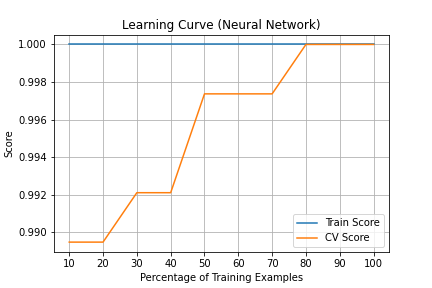 Learning Curve (Neural Network)
1.000
0.998
0.996
0.994
0.992
0.990
Score
10 20 30 40 50 60 70 80 90 100
Percentage of Training Examples
Train Score
CV Score